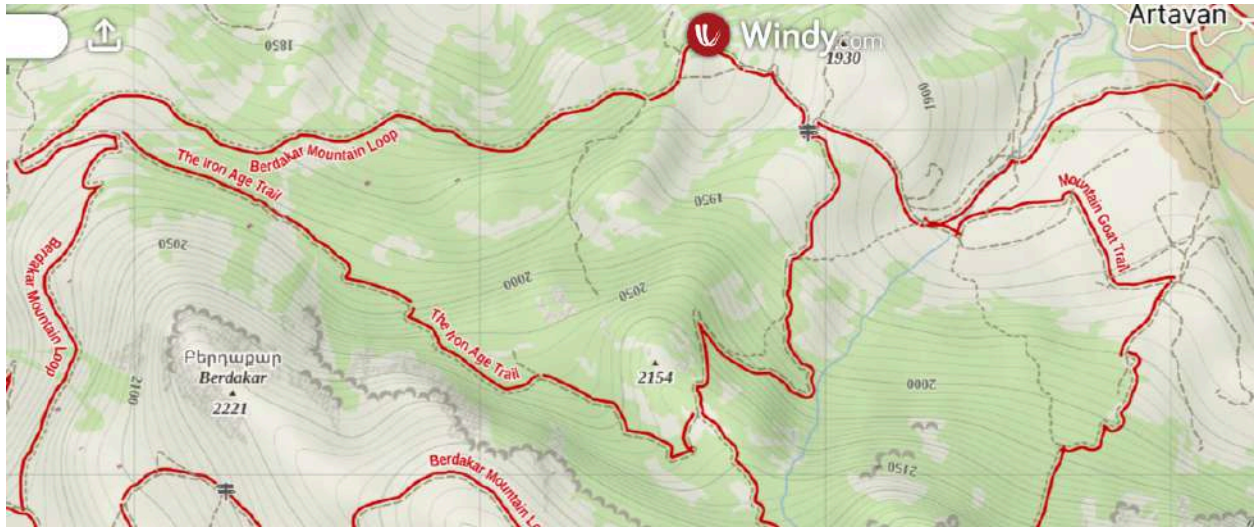 Artavan
Windy.com
1930
1850
1900
Berdakar Mountain Loop
The Iron Age Trail
Mountain Goat Trail
1950
2050
Berdakar Mountain Loop
2000
2050
The Iron Age Trail
Բերդաքար
Berdakar
2221
2100
2154
2000
Berdakar Mountain Lo
2150